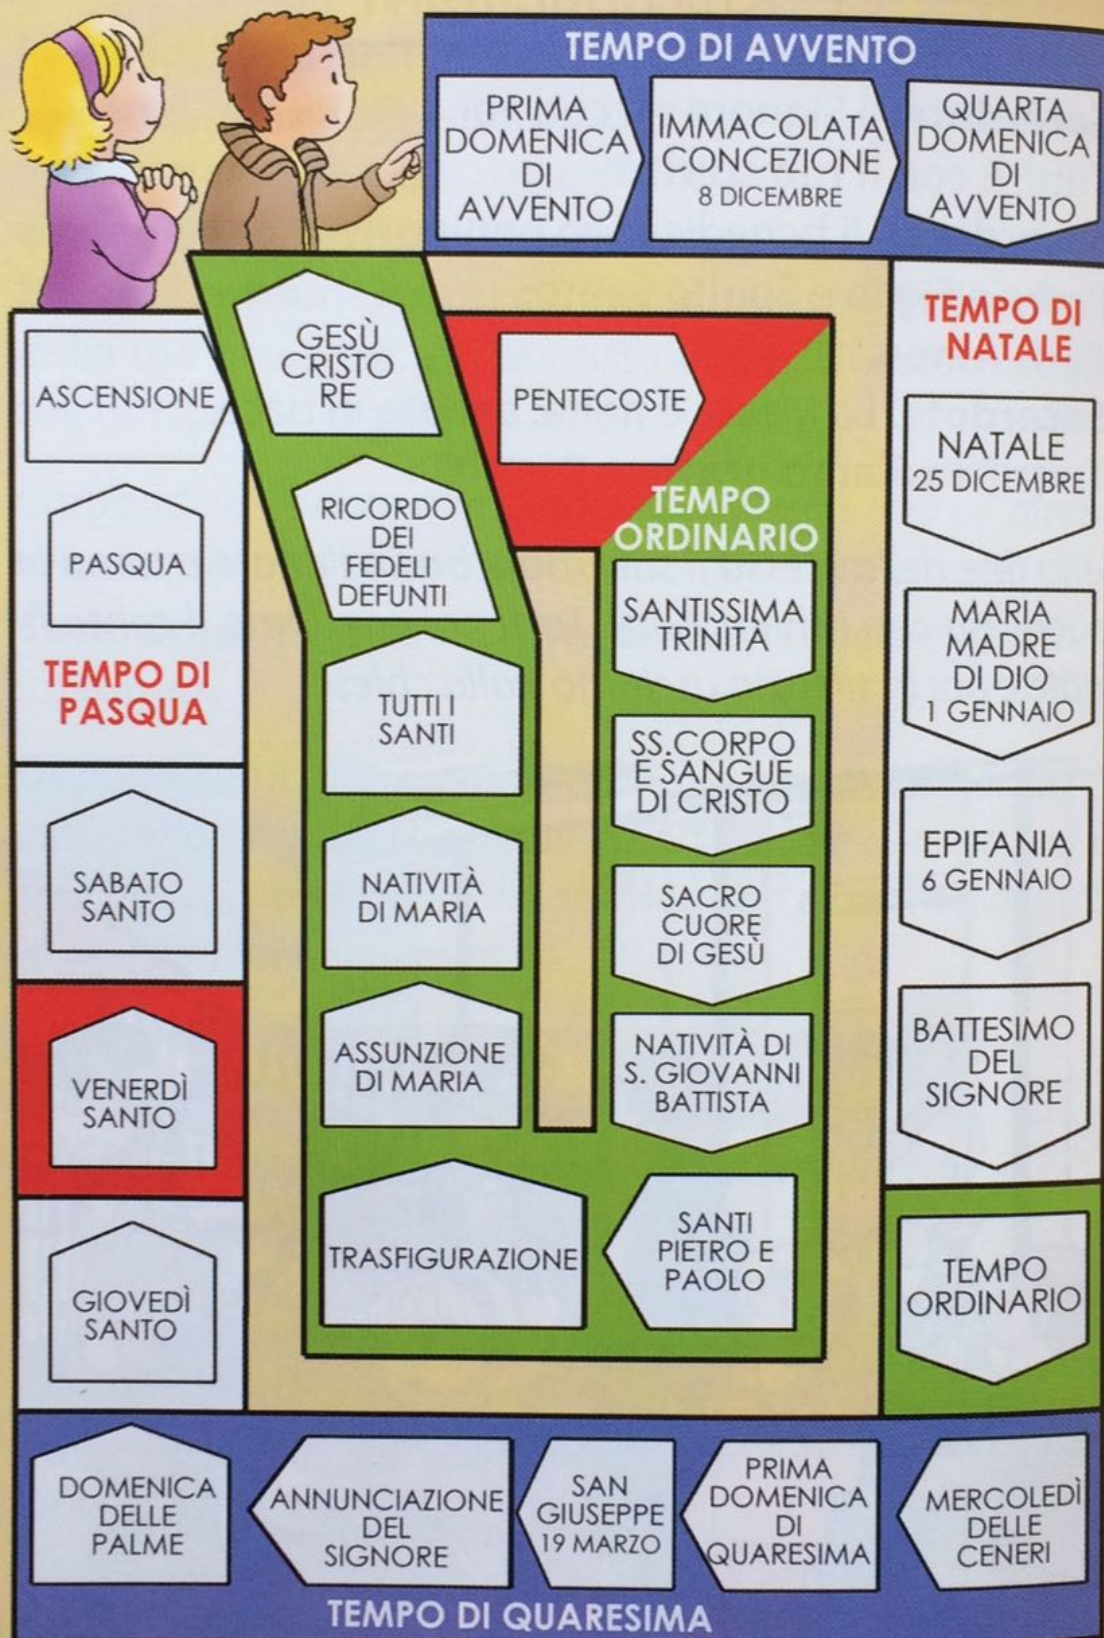 TEMPO DI AVVENTO
PRIMA
DOMENICA
DI
AVVENTO
IMMACOLATA
CONCEZIONE
8 DICEMBRE
QUARTA
DOMENICA
DI
AVVENTO
TEMPO DI
NATALE
NATALE
25 DICEMBRE
MARIA
MADRE
DI DIO
1 GENNAIO
EPIFANIA
6 GENNAIO
BATTESIMO
DEL
SIGNORE
TEMPO
ORDINARIO
MERCOLEDÌ
DELLE
CENERI
PRIMA
DOMENICA
DI
QUARESIMA
SAN
GIUSEPPE
19 MARZO
ANNUNCIAZIONE
DEL
SIGNORE
DOMENICA
DELLE
PALME
TEMPO DI QUARESIMA
GIOVEDÌ
SANTO
VENERDÌ
SANTO
SABATO
SANTO
TEMPO DI
PASQUA
PASQUA
ASCENSIONE
PENTECOSTE
TEMPO
ORDINARIO
SANTISSIMA
TRINITÀ
SS.CORPO
E SANGUE
DI CRISTO
SACRO
CUORE
DI GESÙ
NATIVITÀ DI
S. GIOVANNI
BATTISTA
SANTI
PIETRO E
PAOLO
TRASFIGURAZIONE
ASSUNZIONE
DI MARIA
NATIVITÀ
DI MARIA
TUTTI I
SANTI
RICORDO
DEI
FEDELI
DEFUNTI
GESÙ
CRISTO
RE